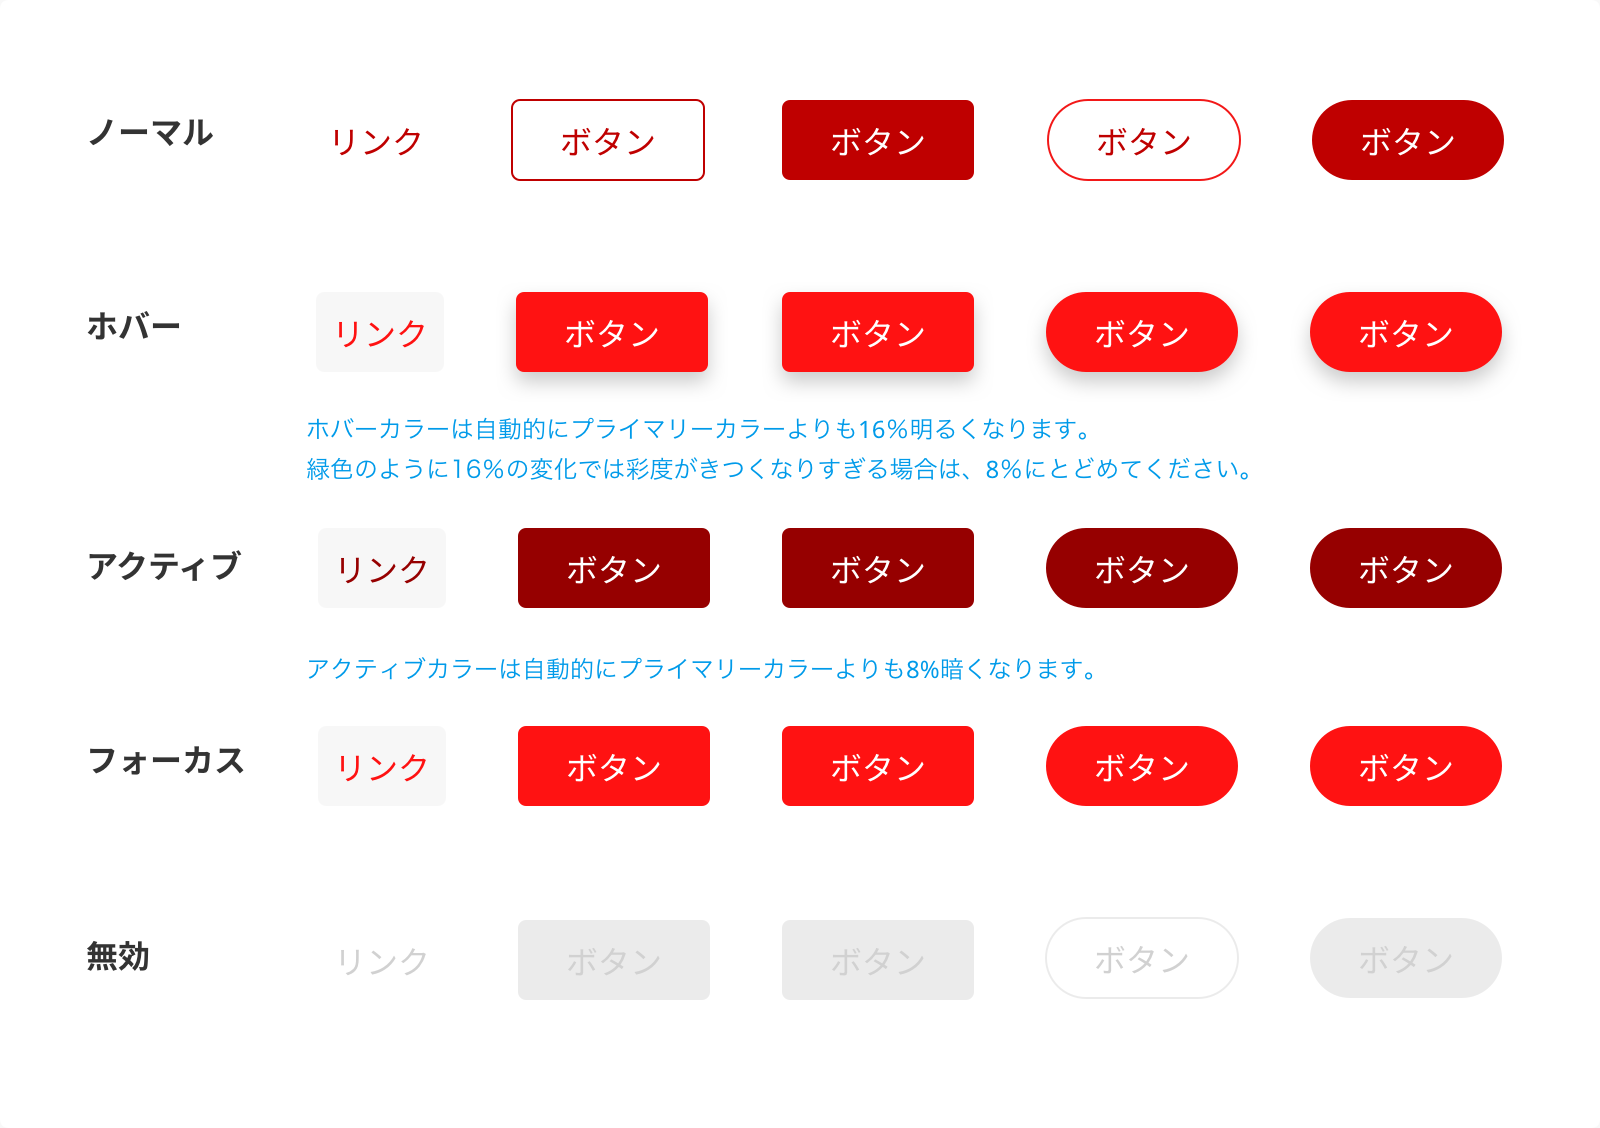 ノーマル リンク ボタン ボタン ボタン ボタン
ホバー リンク ボタン ボタン ボタン ボタン
ホバーカラーは自動的にプライマリーカラーよりも16%明るくなります。
緑色のように16%の変化では彩度がきつくなりすぎる場合は、8%にとどめてください。
アクティブ リンク ボタン ボタン ボタン ボタン
アクティブカラーは自動的にプライマリーカラーよりも8%暗くなります。
フォーカス リンク ボタン ボタン ボタン ボタン
無効 リンク ボタン ボタン ボタン ボタン